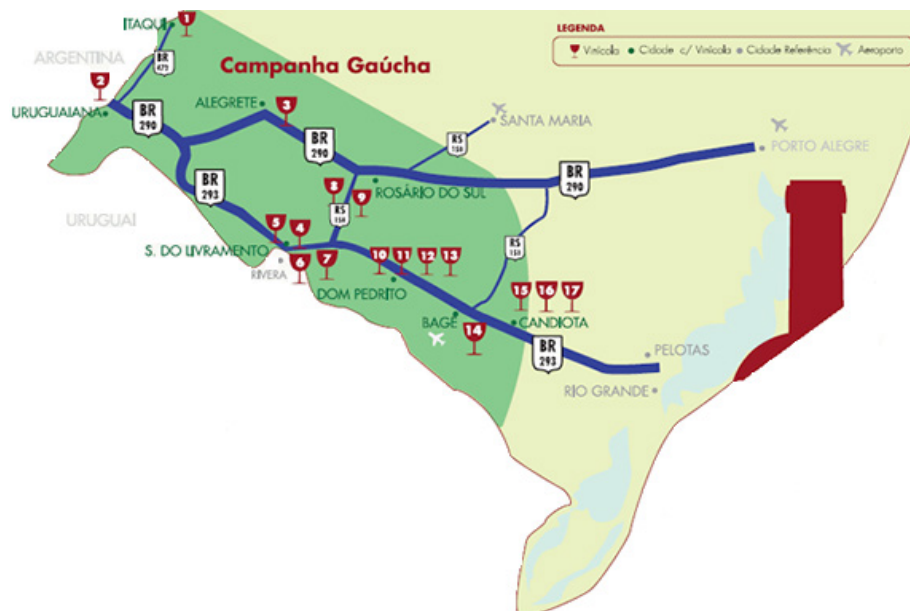 LEGENDA
Vinícola
Cidade c/ Vinícola
Cidade Referência
Aeroporto
ITAQUI
1
ARGENTINA
BR
472
Campanha Gaúcha
2
URUGUAIANA
BR
290
ALEGRETE
3
BR
290
SANTA MARIA
RS
158
PORTO ALEGRE
BR
290
BR
293
8
9
ROSÁRIO DO SUL
RS
158
URUGUAI
5
4
S. DO LIVRAMENTO
RIVERA
6
7
10
11
12
13
DOM PEDRITO
RS
153
15
16
17
BAGÉ
14
CANDIOTA
BR
293
PELOTAS
RIO GRANDE